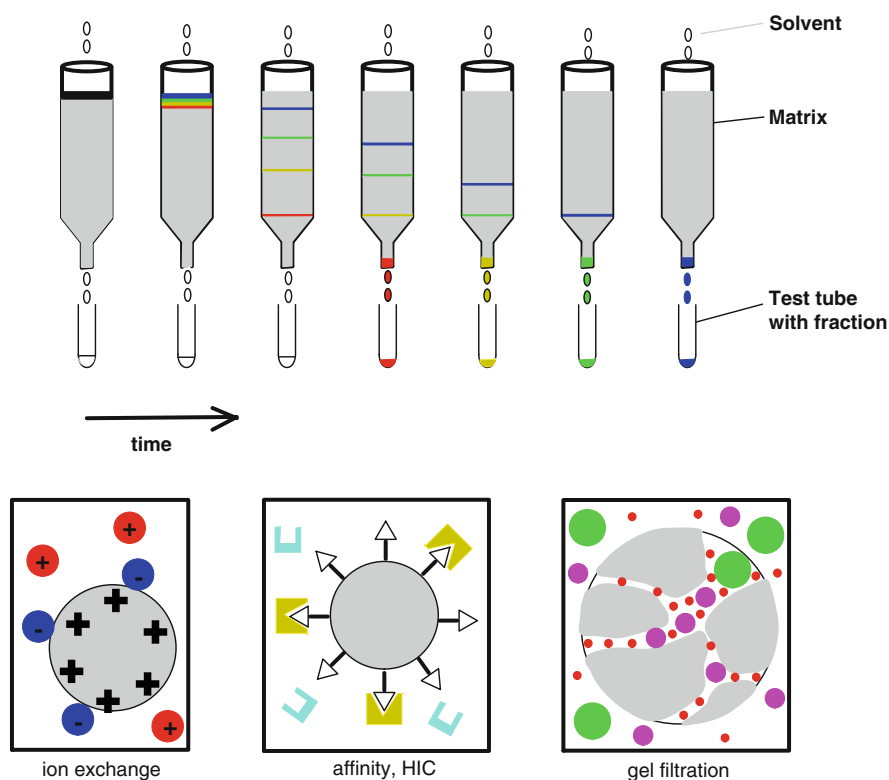 Solvent
Matrix
Test tube
with fraction
time
+
+
-
-
-
+
ion exchange
affinity, HIC
gel filtration